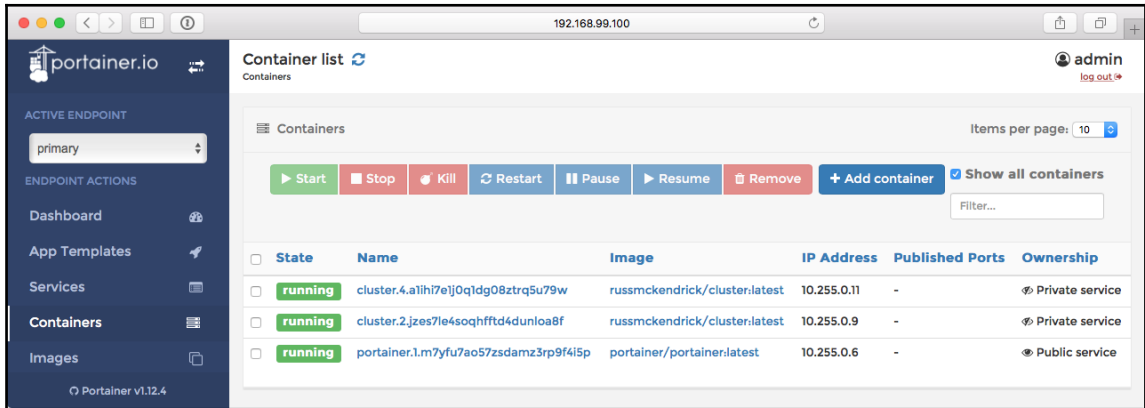 192.168.99.100
portainer.io
Container list
Containers
admin
log out
ACTIVE ENDPOINT
primary
ENDPOINT ACTIONS
Dashboard
App Templates
Services
Containers
Images
Portainer v1.12.4
Containers
Items per page: 10
Start Stop Kill Restart Pause Resume Remove + Add container Show all containers
Filter...
State Name Image IP Address Published Ports Ownership
running cluster.4.a1ihi7e1j0q1dg08ztrq5u79w russmckendrick/cluster:latest 10.255.0.11 - Private service
running cluster.2.jzes7le4soqhfftd4dunloa8f russmckendrick/cluster:latest 10.255.0.9 - Private service
running portainer.1.m7yfu7ao57zsdamz3rp9f4i5p portainer/portainer:latest 10.255.0.6 - Public service